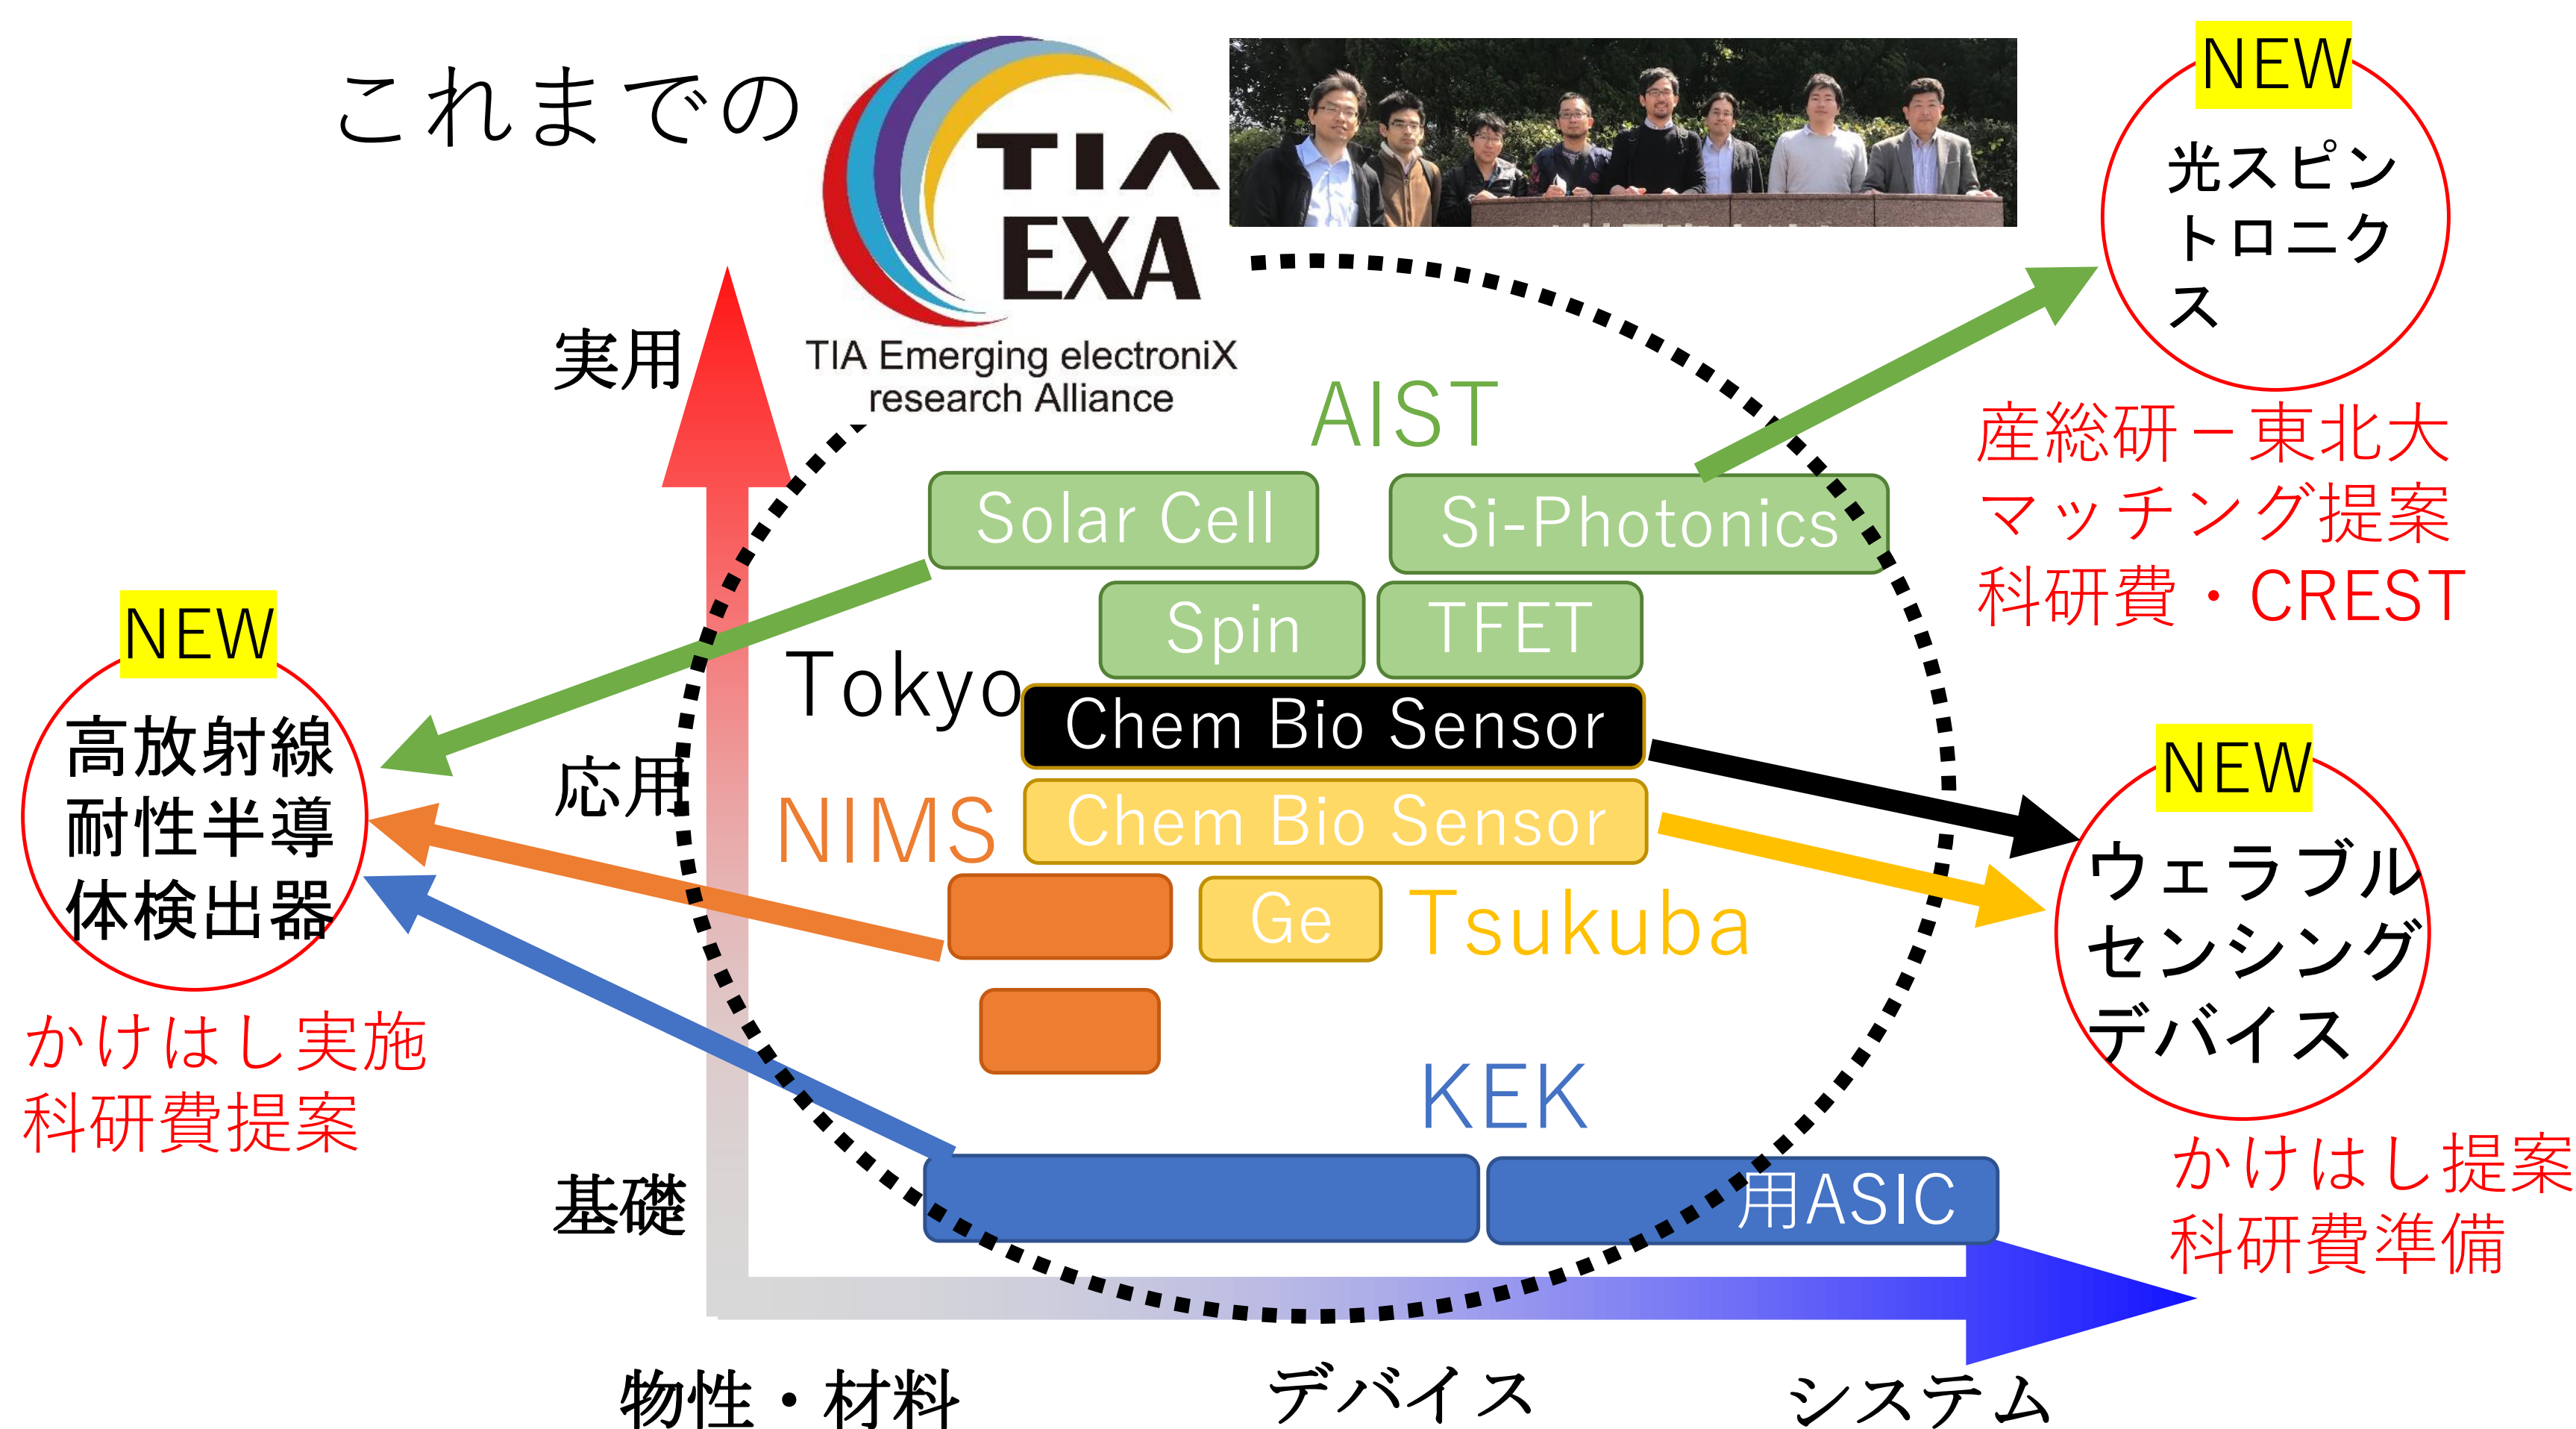 これまでの
TIA
EXA
TIA Emerging electroniX
research Alliance
NEW
光スピン
トロニク
ス
産総研－東北大
マッチング提案
科研費・CREST
実用
応用
基礎
AIST
Solar Cell
Si-Photonics
Spin
TFET
Tokyo
Chem Bio Sensor
NIMS
Chem Bio Sensor
Ge
Tsukuba
KEK
用ASIC
NEW
高放射線
耐性半導
体検出器
かけはし実施
科研費提案
NEW
ウェラブル
センシング
デバイス
かけはし提案
科研費準備
物性・材料
デバイス
システム